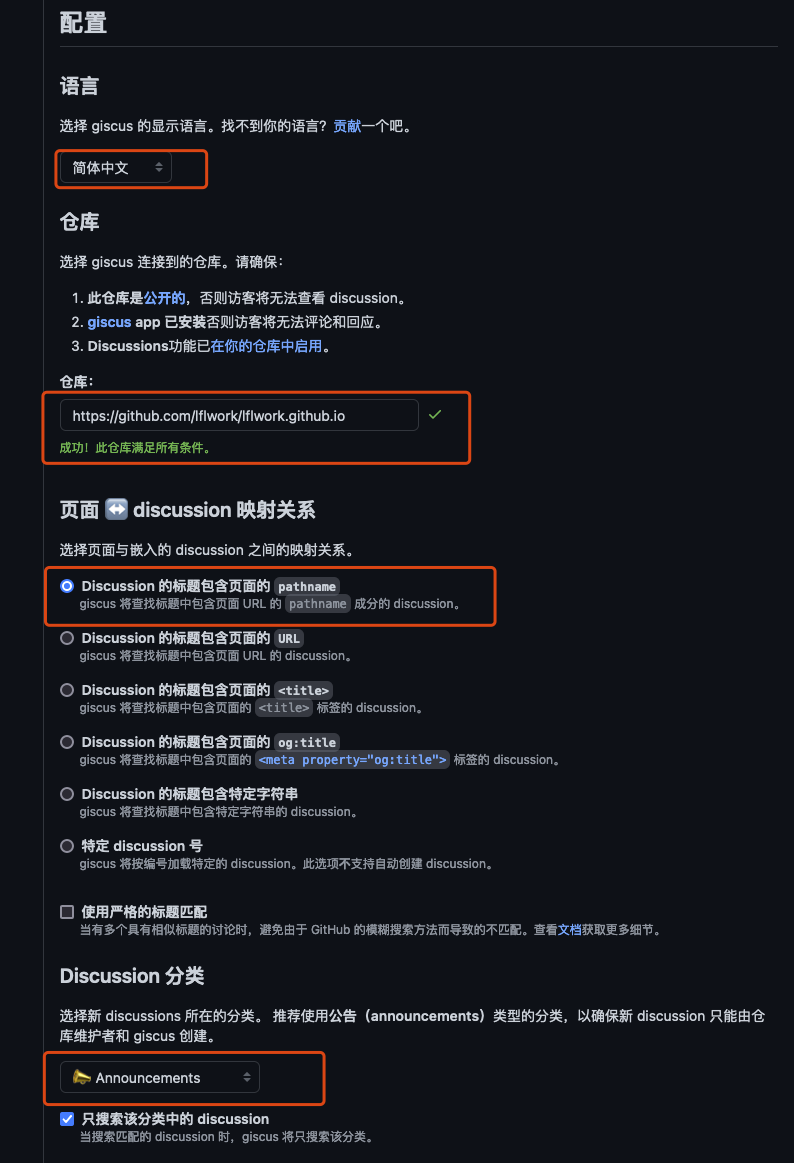 配置
语言
选择 giscus 的显示语言。找不到你的语言？贡献一个吧。
简体中文
仓库
选择 giscus 连接到的仓库。请确保：
1. 此仓库是公开的，否则访客将无法查看 discussion。
2. giscus app 已安装否则访客将无法评论和回应。
3. Discussions功能已在你的仓库中启用。
仓库：
https://github.com/lflwork/lflwork.github.io
成功！此仓库满足所有条件。
页面 ↔️ discussion 映射关系
选择页面与嵌入的 discussion 之间的映射关系。
Discussion 的标题包含页面的 pathname
giscus 将查找标题中包含页面 URL 的 pathname 成分的 discussion。
Discussion 的标题包含页面的 URL
giscus 将查找标题中包含页面 URL 的 discussion。
Discussion 的标题包含页面的 <title>
giscus 将查找标题中包含页面的 <title> 标签的 discussion。
Discussion 的标题包含页面的 og:title
giscus 将查找标题中包含页面的 <meta property="og:title"> 标签的 discussion。
Discussion 的标题包含特定字符串
giscus 将查找标题中包含特定字符串的 discussion。
特定 discussion 号
giscus 将按编号加载特定的 discussion。此选项不支持自动创建 discussion。
使用严格的标题匹配
当有多个具有相似标题的讨论时，避免由于 GitHub 的模糊搜索方法而导致的不匹配。查看文档获取更多细节。
Discussion 分类
选择新 discussions 所在的分类。 推荐使用公告（announcements）类型的分类，以确保新 discussion 只能由仓
库维护者和 giscus 创建。
Announcements
只搜索该分类中的 discussion
当搜索匹配的 discussion 时，giscus 将只搜索该分类。